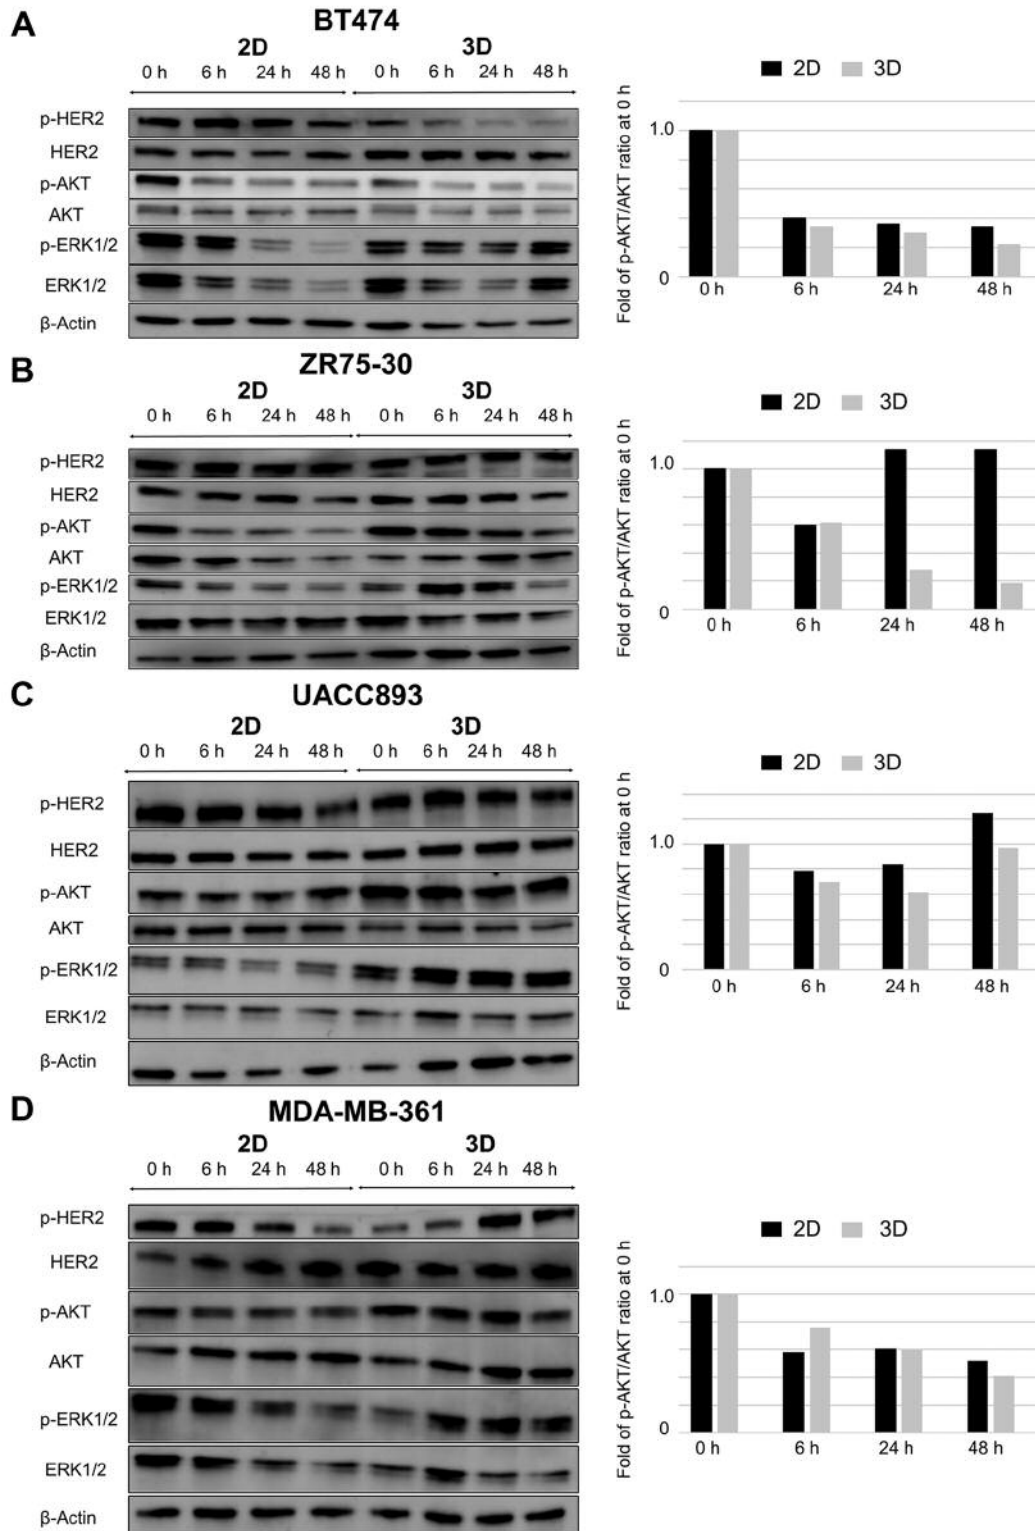 A
BT474
2D 3D
0 h 6 h 24 h 48 h 0 h 6 h 24 h 48 h
p-HER2
HER2
p-AKT
AKT
p-ERK1/2
ERK1/2
β-Actin
2D 3D
Fold of p-AKT/AKT ratio at 0 h
1.0
0
0 h 6 h 24 h 48 h
B
ZR75-30
2D 3D
0 h 6 h 24 h 48 h 0 h 6 h 24 h 48 h
p-HER2
HER2
p-AKT
AKT
p-ERK1/2
ERK1/2
β-Actin
2D 3D
Fold of p-AKT/AKT ratio at 0 h
1.0
0
0 h 6 h 24 h 48 h
C
UACC893
2D 3D
0 h 6 h 24 h 48 h 0 h 6 h 24 h 48 h
p-HER2
HER2
p-AKT
AKT
p-ERK1/2
ERK1/2
β-Actin
2D 3D
Fold of p-AKT/AKT ratio at 0 h
1.0
0
0 h 6 h 24 h 48 h
D
MDA-MB-361
2D 3D
0 h 6 h 24 h 48 h 0 h 6 h 24 h 48 h
p-HER2
HER2
p-AKT
AKT
p-ERK1/2
ERK1/2
β-Actin
2D 3D
Fold of p-AKT/AKT ratio at 0 h
1.0
0
0 h 6 h 24 h 48 h